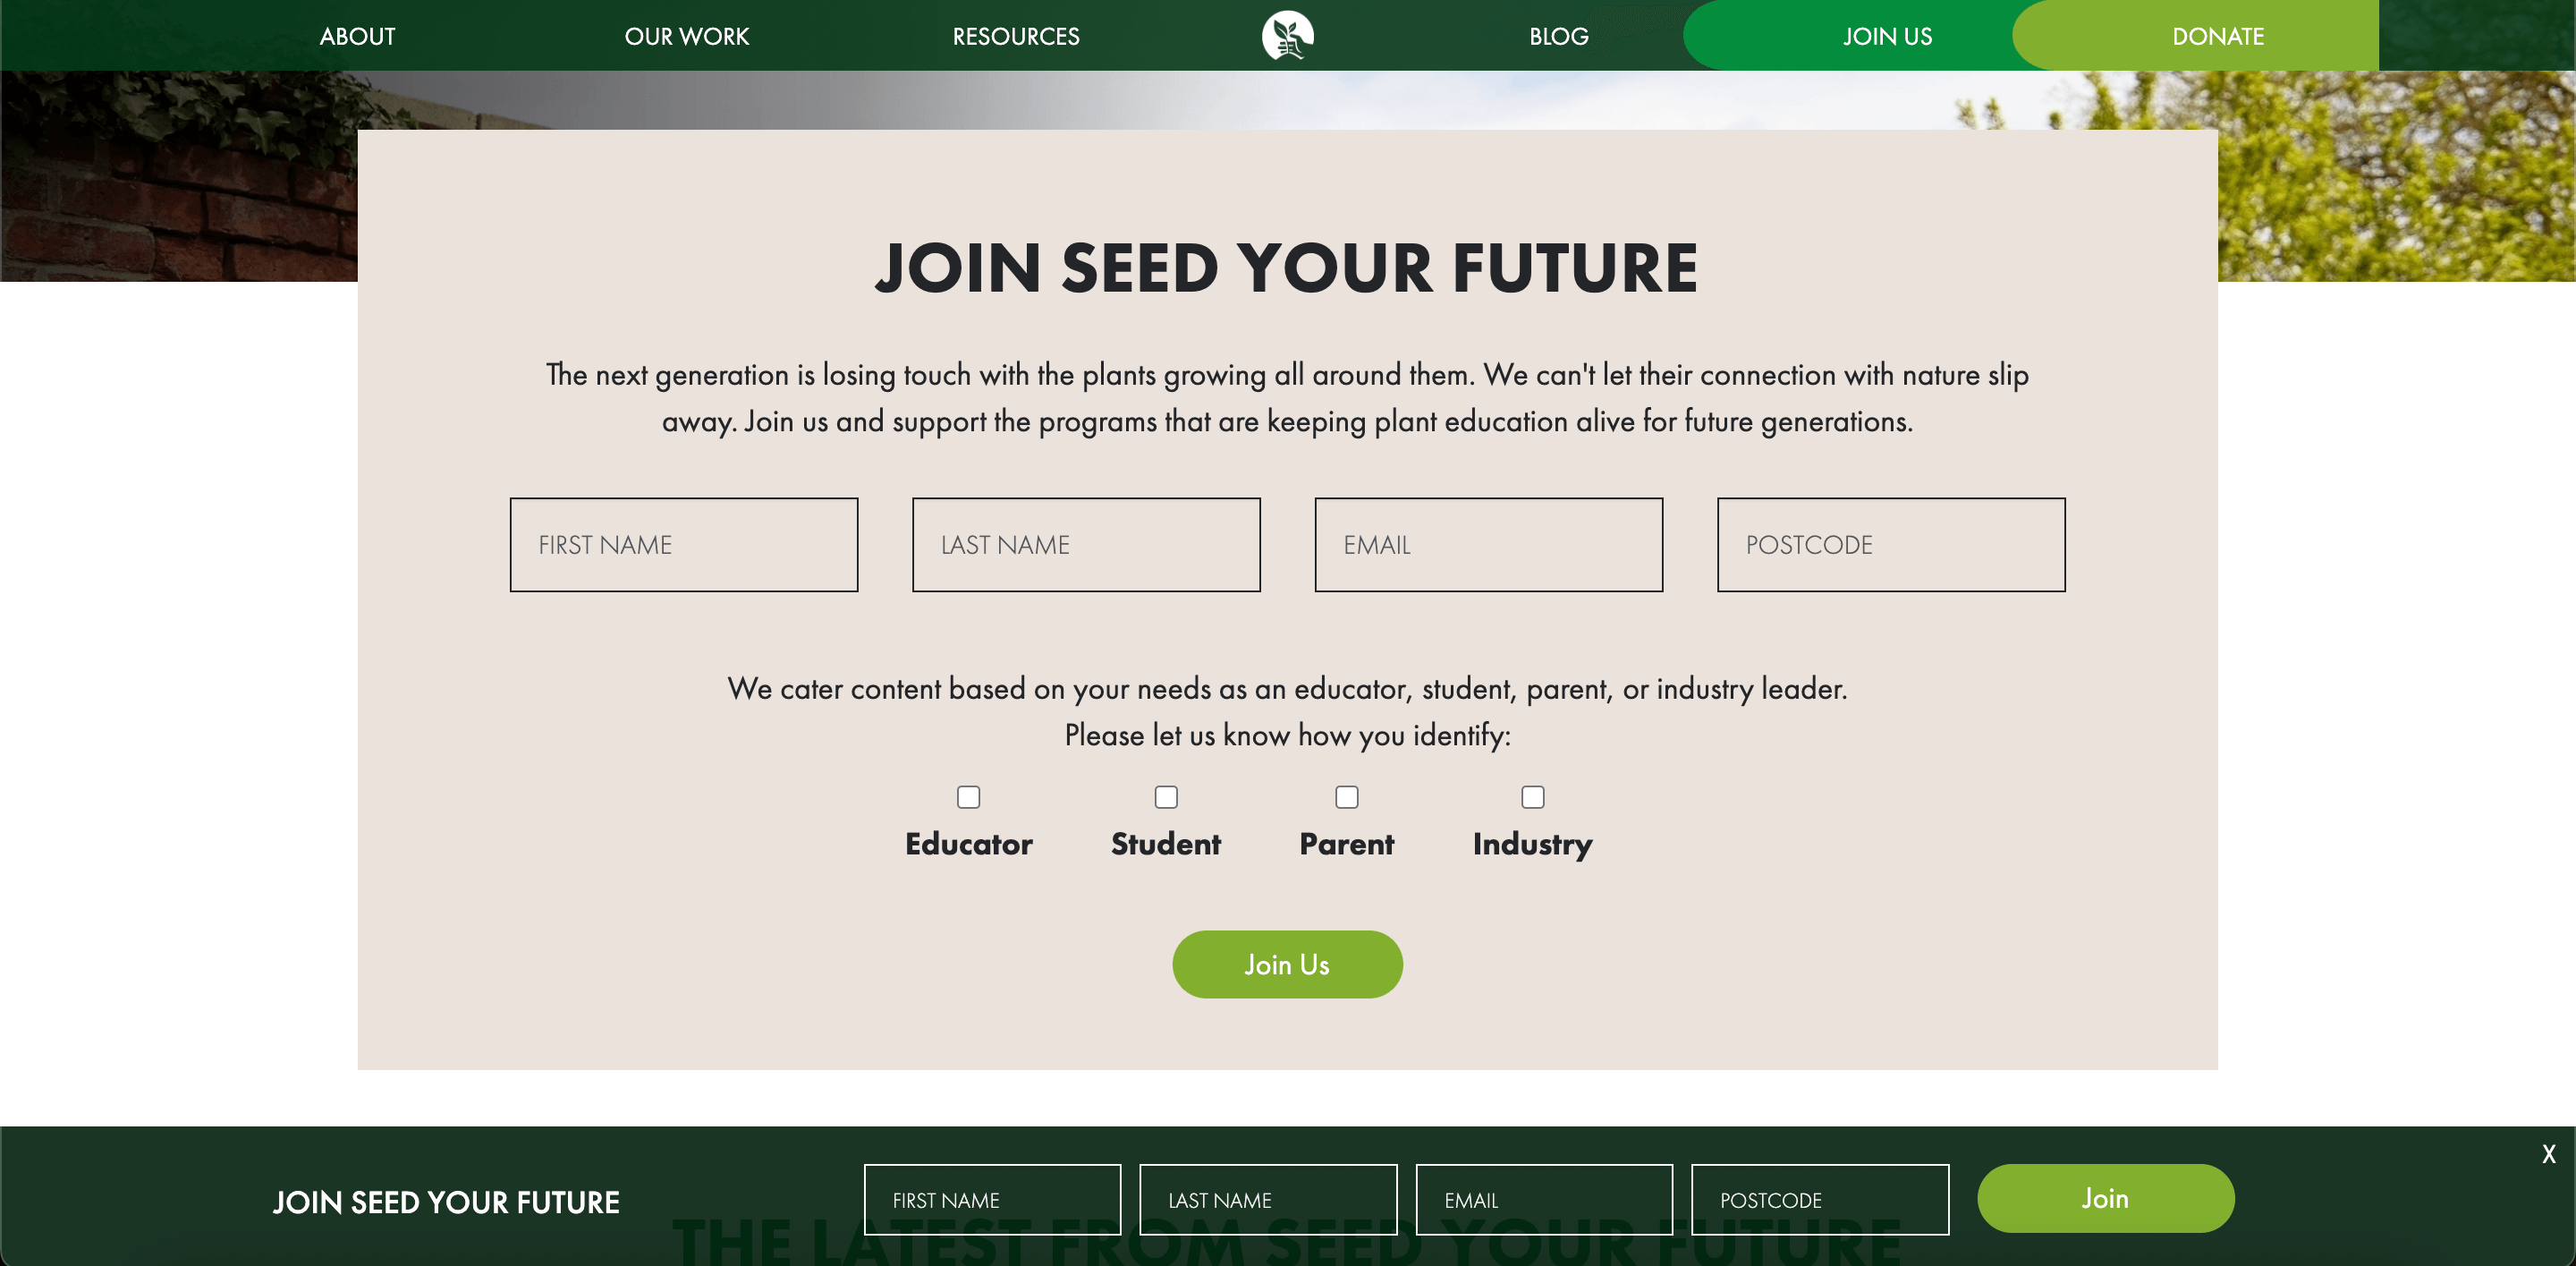 ABOUT
OUR WORK
RESOURCES
BLOG
JOIN US
DONATE
JOIN SEED YOUR FUTURE
The next generation is losing touch with the plants growing all around them. We can't let their connection with nature slip
away. Join us and support the programs that are keeping plant education alive for future generations.
FIRST NAME
LAST NAME
EMAIL
POSTCODE
We cater content based on your needs as an educator, student, parent, or industry leader.
Please let us know how you identify:
Educator
Student
Parent
Industry
Join Us
X
JOIN SEED YOUR FUTURE
FIRST NAME
LAST NAME
EMAIL
POSTCODE
Join
THE LATEST FROM SEED YOUR FUTURE